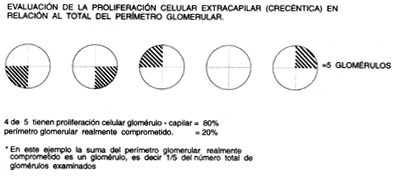 EVALUACIÓN DE LA PROLIFERACIÓN CELULAR EXTRACAPILAR (CRECÉNTICA) EN
RELACIÓN AL TOTAL DEL PERÍMETRO GLOMERULAR.
=5 GLOMÉRULOS
4 de 5 tienen proliferación celular glomérulo - capilar = 80%
perímetro glomerular realmente comprometido. = 20%
* En este ejemplo la suma del perímetro glomerular realmente
comprometido es un glomérulo, es decir 1/5 del número total de
glomérulos examinados